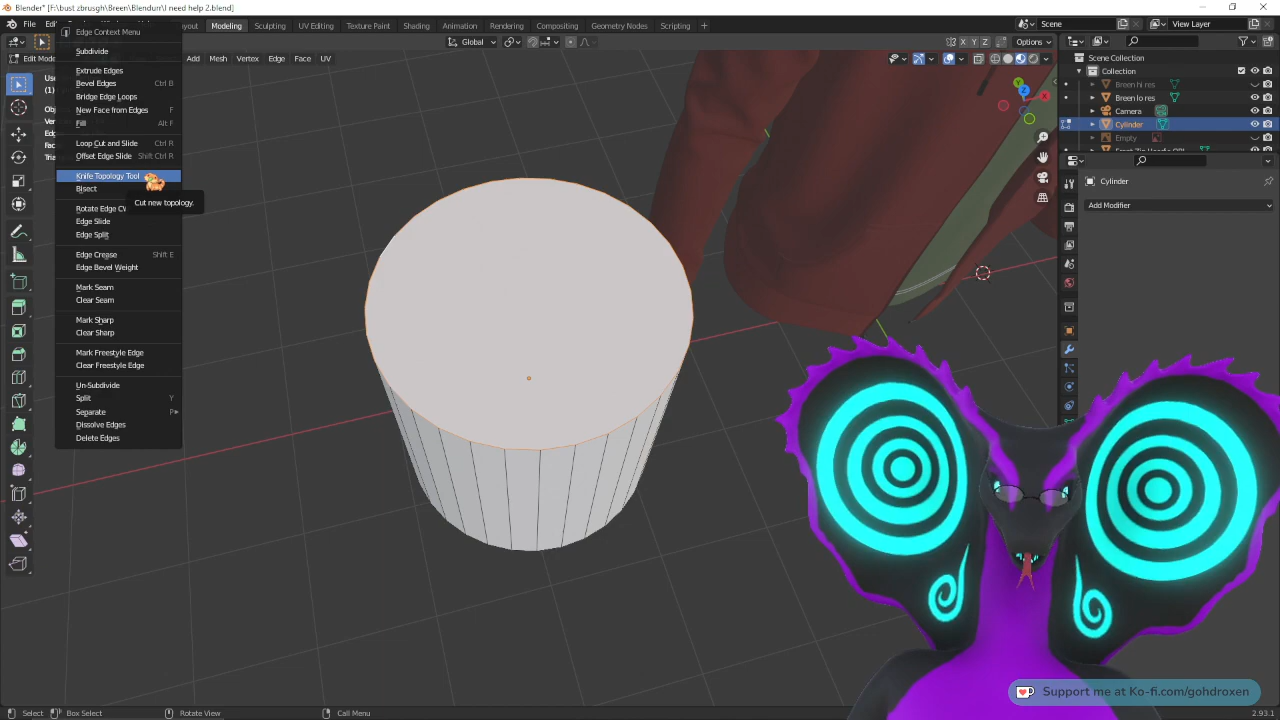 Blender* [F:\bust zbrusgh\Breen\Blendun\I need help 2.blend]
File
Edit
Modeling
Sculpting
UV Editing
Texture Paint
Shading
Animation
Rendering
Compositing
Geometry Nodes
Scripting
Scene
View Layer
Global
X Y Z
Options
Edit Mode
Add
Mesh
Vertex
Edge
Face
UV
Edge Context Menu
Subdivide
Extrude Edges
Bevel Edges Ctrl B
Bridge Edge Loops
New Face from Edges F
Fill Alt F
Loop Cut and Slide Ctrl R
Offset Edge Slide Shift Ctrl R
Knife Topology Tool
Bisect
Cut new topology.
Rotate Edge CW
Edge Slide
Edge Split
Edge Crease Shift E
Edge Bevel Weight
Mark Seam
Clear Seam
Mark Sharp
Clear Sharp
Mark Freestyle Edge
Clear Freestyle Edge
Un-Subdivide
Split Y
Separate P
Dissolve Edges
Delete Edges
Scene Collection
Collection
Breen hi res
Breen lo res
Camera
Cylinder
Empty
Cylinder
Add Modifier
Support me at Ko-fi.com/gohdroxen
Select
Box Select
Rotate View
Call Menu
2.93.1